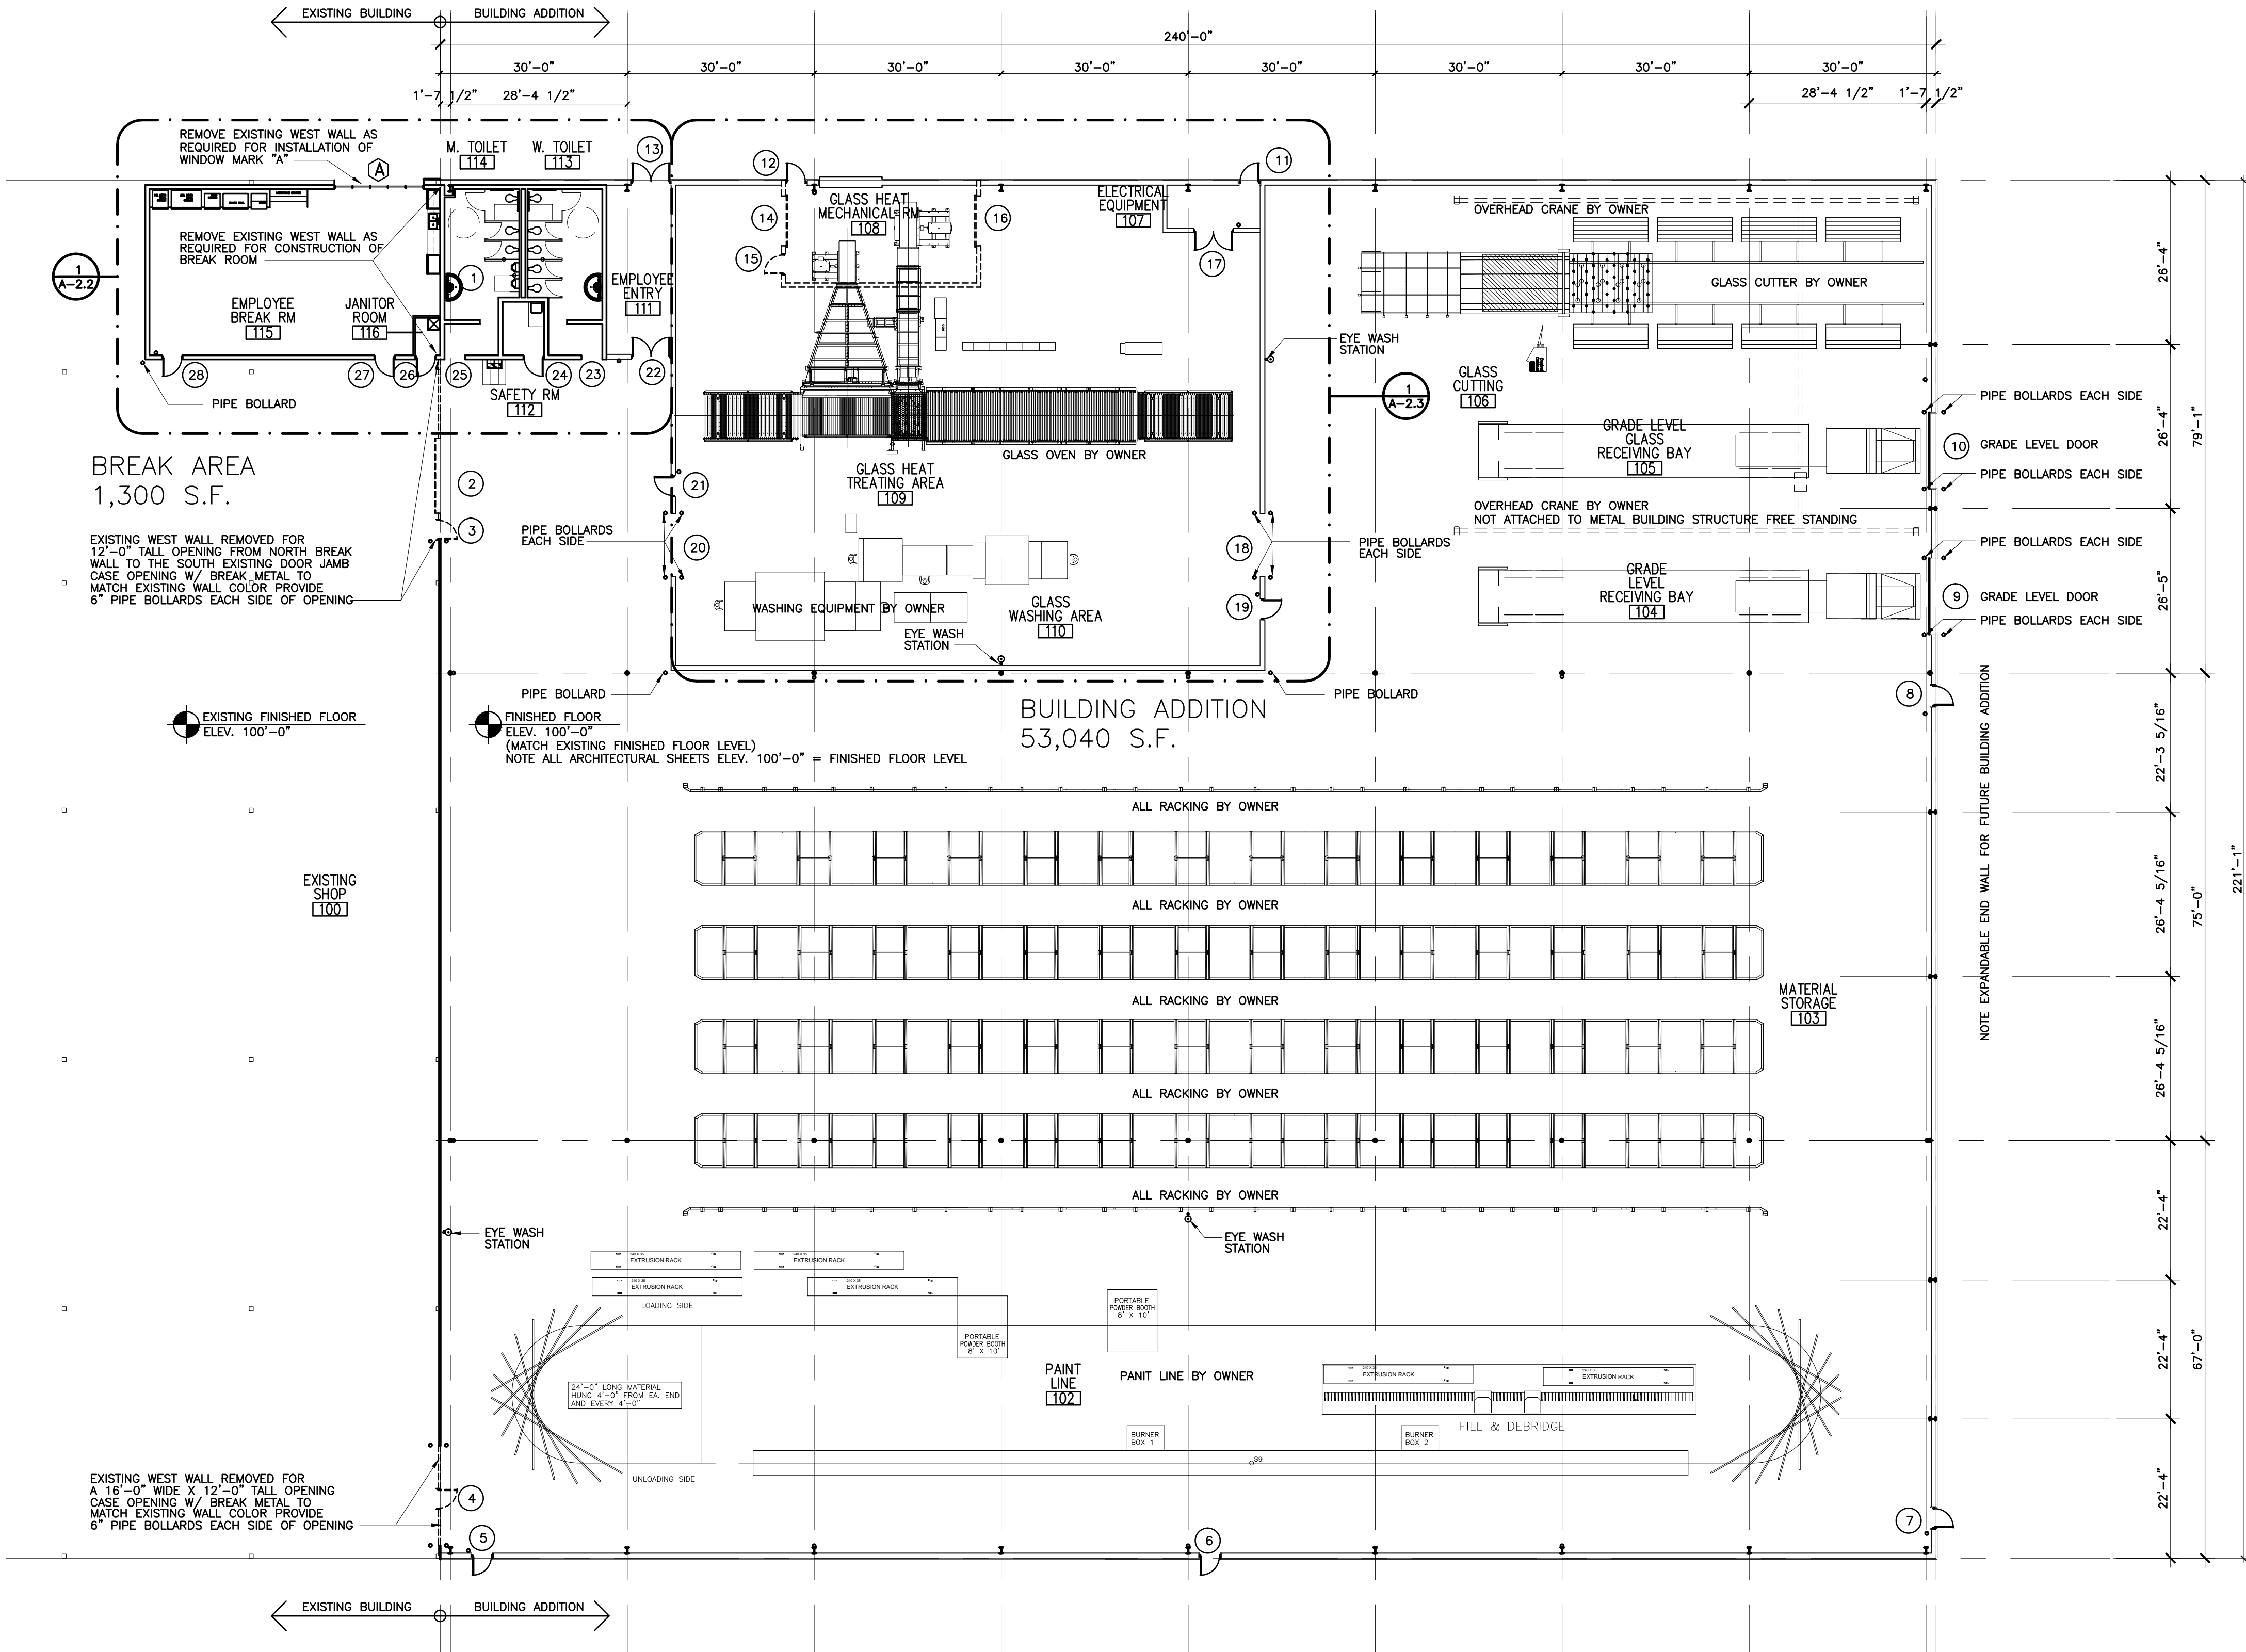 EXISTING BUILDING
BUILDING ADDITION
240'-0"
30'-0"
30'-0"
30'-0"
30'-0"
30'-0"
30'-0"
30'-0"
30'-0"
1'-7 1/2"
28'-4 1/2"
28'-4 1/2"
1'-7 1/2"
REMOVE EXISTING WEST WALL AS
REQUIRED FOR INSTALLATION OF
WINDOW MARK "A"
A
M. TOILET
114
W. TOILET
113
13
12
11
REMOVE EXISTING WEST WALL AS
REQUIRED FOR CONSTRUCTION OF
BREAK ROOM
1
A-2.2
EMPLOYEE
BREAK RM
115
JANITOR
ROOM
116
1
EMPLOYEE
ENTRY
111
14
15
GLASS HEAT
MECHANICAL RM
108
16
ELECTRICAL
EQUIPMENT
107
17
OVERHEAD CRANE BY OWNER
GLASS CUTTER BY OWNER
EYE WASH
STATION
28
27
26
25
24
23
22
SAFETY RM
112
PIPE BOLLARD
1
A-2.3
GLASS
CUTTING
106
GRADE LEVEL
GLASS
RECEIVING BAY
105
PIPE BOLLARDS EACH SIDE
10
GRADE LEVEL DOOR
PIPE BOLLARDS EACH SIDE
BREAK AREA
1,300 S.F.
2
3
GLASS OVEN BY OWNER
GLASS HEAT
TREATING AREA
109
21
OVERHEAD CRANE BY OWNER
NOT ATTACHED TO METAL BUILDING STRUCTURE FREE STANDING
EXISTING WEST WALL REMOVED FOR
12'-0" TALL OPENING FROM NORTH BREAK
WALL TO THE SOUTH EXISTING DOOR JAMB
CASE OPENING W/ BREAK METAL TO
MATCH EXISTING WALL COLOR PROVIDE
6" PIPE BOLLARDS EACH SIDE OF OPENING
PIPE BOLLARDS
EACH SIDE
20
18
PIPE BOLLARDS
EACH SIDE
PIPE BOLLARDS EACH SIDE
GRADE
LEVEL
RECEIVING BAY
104
9
GRADE LEVEL DOOR
PIPE BOLLARDS EACH SIDE
WASHING EQUIPMENT BY OWNER
GLASS
WASHING AREA
110
19
EYE WASH
STATION
PIPE BOLLARD
PIPE BOLLARD
8
26'-4"
26'-4"
26'-5"
79'-1"
22'-3 5/16"
26'-4 5/16"
26'-4 5/16"
75'-0"
221'-1"
22'-4"
22'-4"
22'-4"
67'-0"
NOTE EXPANDABLE END WALL FOR FUTURE BUILDING ADDITION
EXISTING FINISHED FLOOR
ELEV. 100'-0"
FINISHED FLOOR
ELEV. 100'-0"
(MATCH EXISTING FINISHED FLOOR LEVEL)
NOTE ALL ARCHITECTURAL SHEETS ELEV. 100'-0" = FINISHED FLOOR LEVEL
BUILDING ADDITION
53,040 S.F.
ALL RACKING BY OWNER
EXISTING
SHOP
100
ALL RACKING BY OWNER
ALL RACKING BY OWNER
MATERIAL
STORAGE
103
ALL RACKING BY OWNER
ALL RACKING BY OWNER
EYE WASH
STATION
EYE WASH
STATION
240 X 35
EXTRUSION RACK
240 X 35
EXTRUSION RACK
240 X 35
EXTRUSION RACK
240 X 35
EXTRUSION RACK
LOADING SIDE
PORTABLE
POWDER BOOTH
8' X 10'
PORTABLE
POWDER BOOTH
8' X 10'
24'-0" LONG MATERIAL
HUNG 4'-0" FROM EA. END
AND EVERY 4'-0"
PAINT
LINE
102
PANIT LINE BY OWNER
240 X 35
EXTRUSION RACK
240 X 35
EXTRUSION RACK
FILL & DEBRIDGE
BURNER
BOX 1
BURNER
BOX 2
S9
UNLOADING SIDE
EXISTING WEST WALL REMOVED FOR
A 16'-0" WIDE X 12'-0" TALL OPENING
CASE OPENING W/ BREAK METAL TO
MATCH EXISTING WALL COLOR PROVIDE
6" PIPE BOLLARDS EACH SIDE OF OPENING
4
5
6
7
EXISTING BUILDING
BUILDING ADDITION